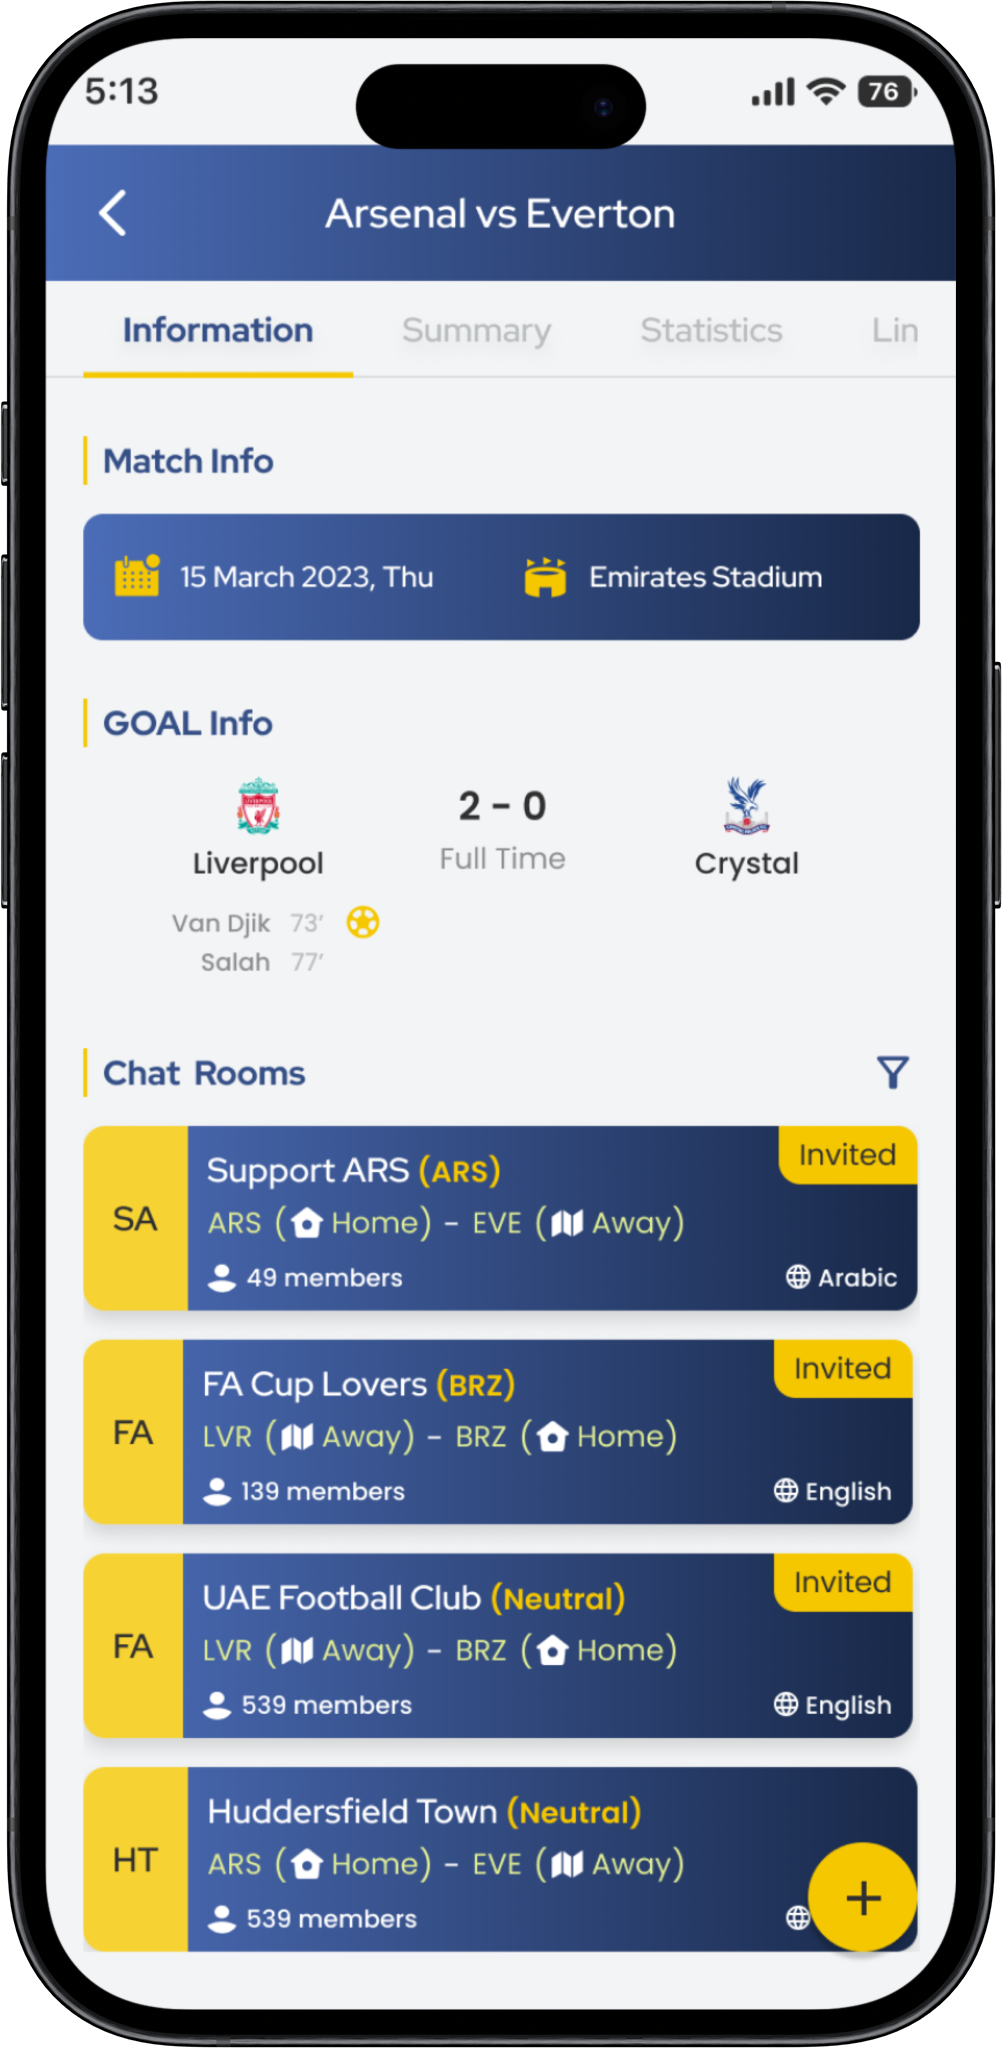 5:13
76
Arsenal vs Everton
Information Summary Statistics Lin
Match Info
15 March 2023, Thu Emirates Stadium
GOAL Info
2 - 0
Liverpool Full Time Crystal
Van Djik 73'
Salah 77'
Chat Rooms
SA
Support ARS (ARS)
Invited
ARS (Home) - EVE (Away)
49 members
Arabic
FA
FA Cup Lovers (BRZ)
Invited
LVR (Away) - BRZ (Home)
139 members
English
FA
UAE Football Club (Neutral)
Invited
LVR (Away) - BRZ (Home)
539 members
English
HT
Huddersfield Town (Neutral)
ARS (Home) - EVE (Away)
539 members
+